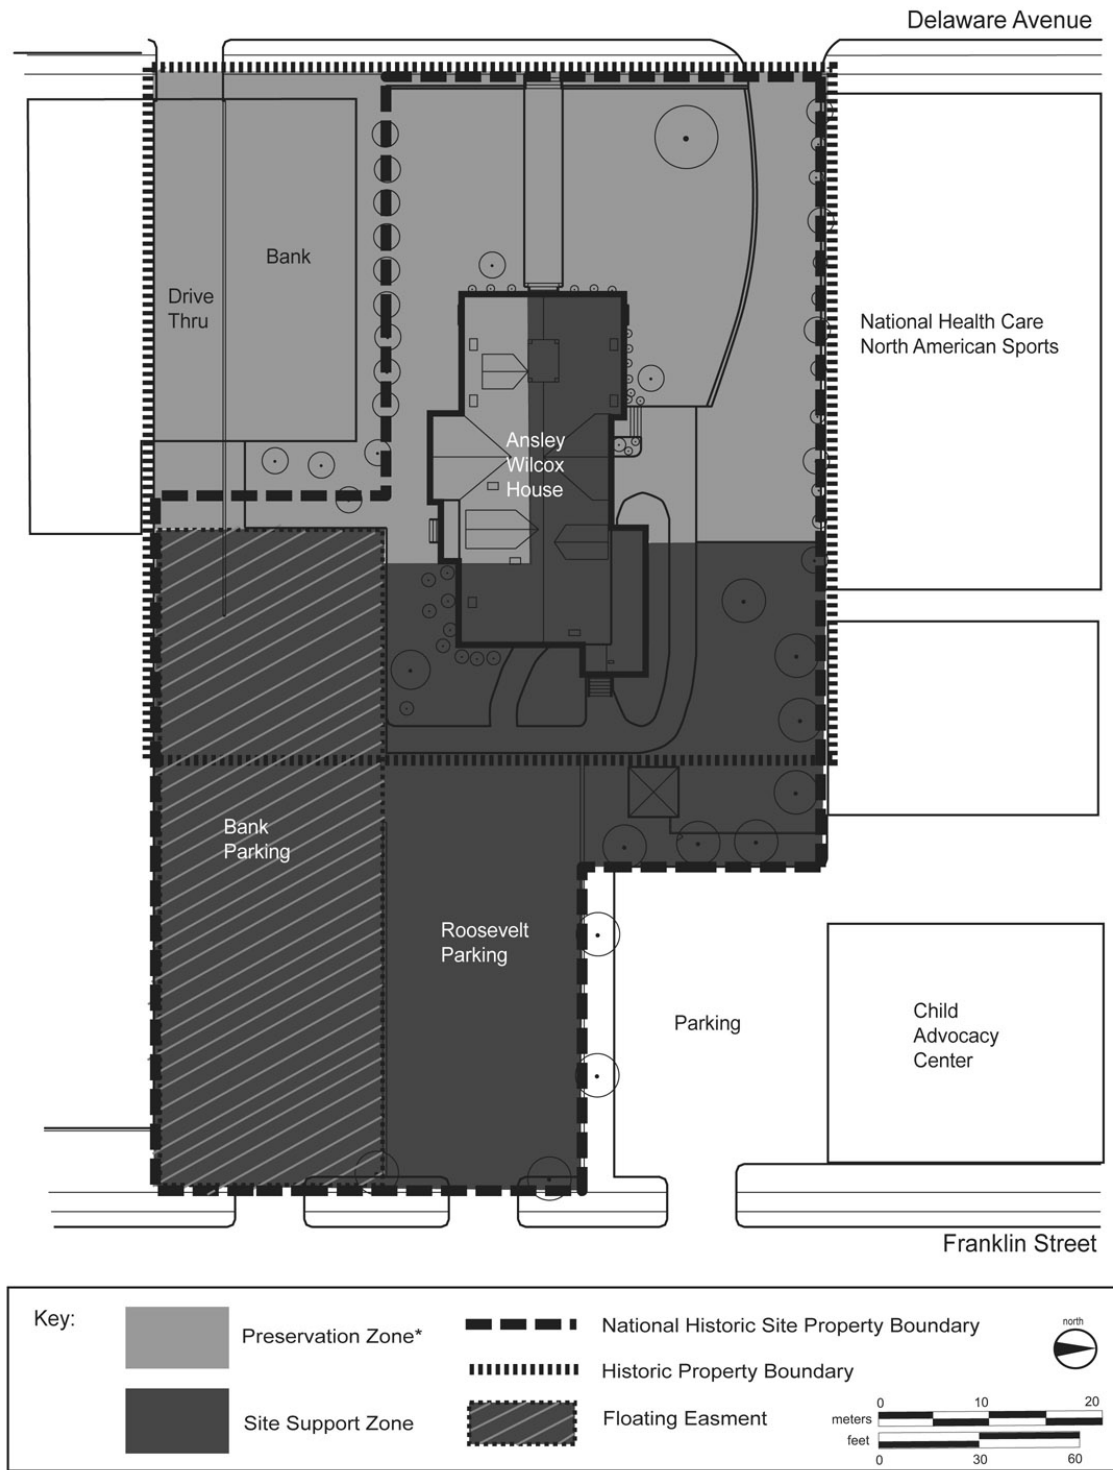 Delaware Avenue
Bank
Drive
Thru
National Health Care
North American Sports
Ansley
Wilcox
House
Bank
Parking
Roosevelt
Parking
Parking
Child
Advocacy
Center
Franklin Street
Key:
Preservation Zone*
Site Support Zone
National Historic Site Property Boundary
Historic Property Boundary
Floating Easment
north
0 10 20
meters
feet
0 30 60